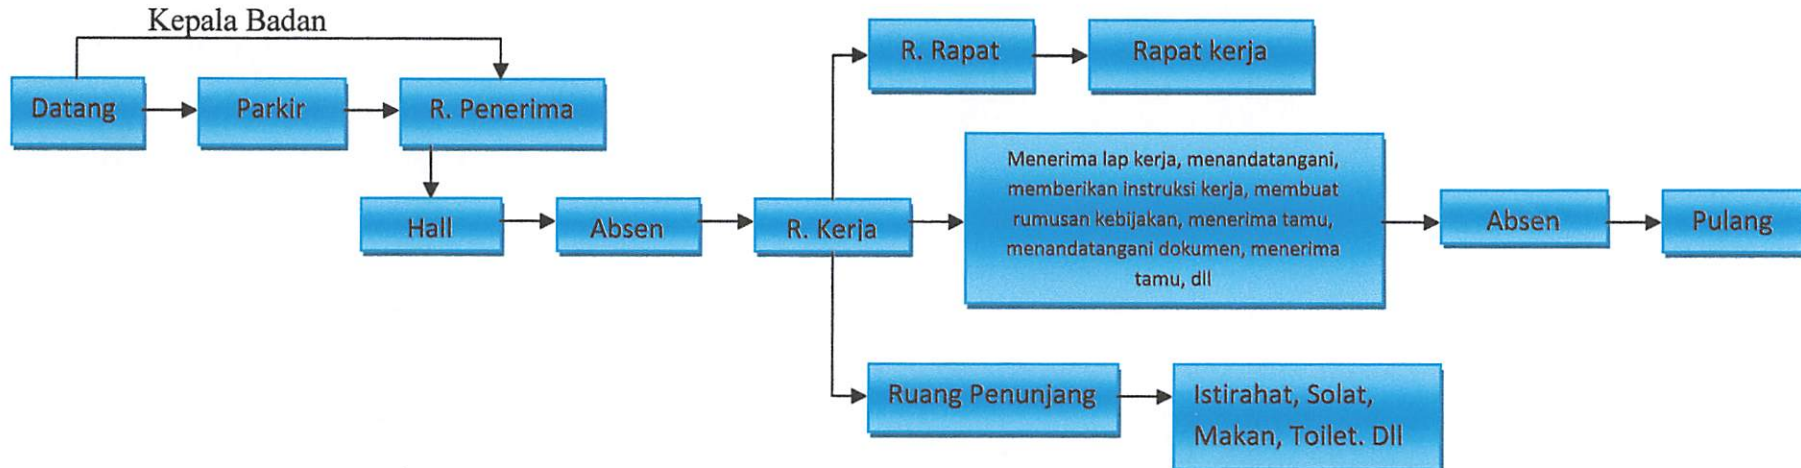 Kepala Badan
Datang
Parkir
R. Penerima
Hall
Absen
R. Kerja
R. Rapat
Rapat kerja
Menerima lap kerja, menandatangani,
memberikan instruksi kerja, membuat
rumusan kebijakan, menerima tamu,
menandatangani dokumen, menerima
tamu, dll
Absen
Pulang
Ruang Penunjang
Istirahat, Solat,
Makan, Toilet. Dll